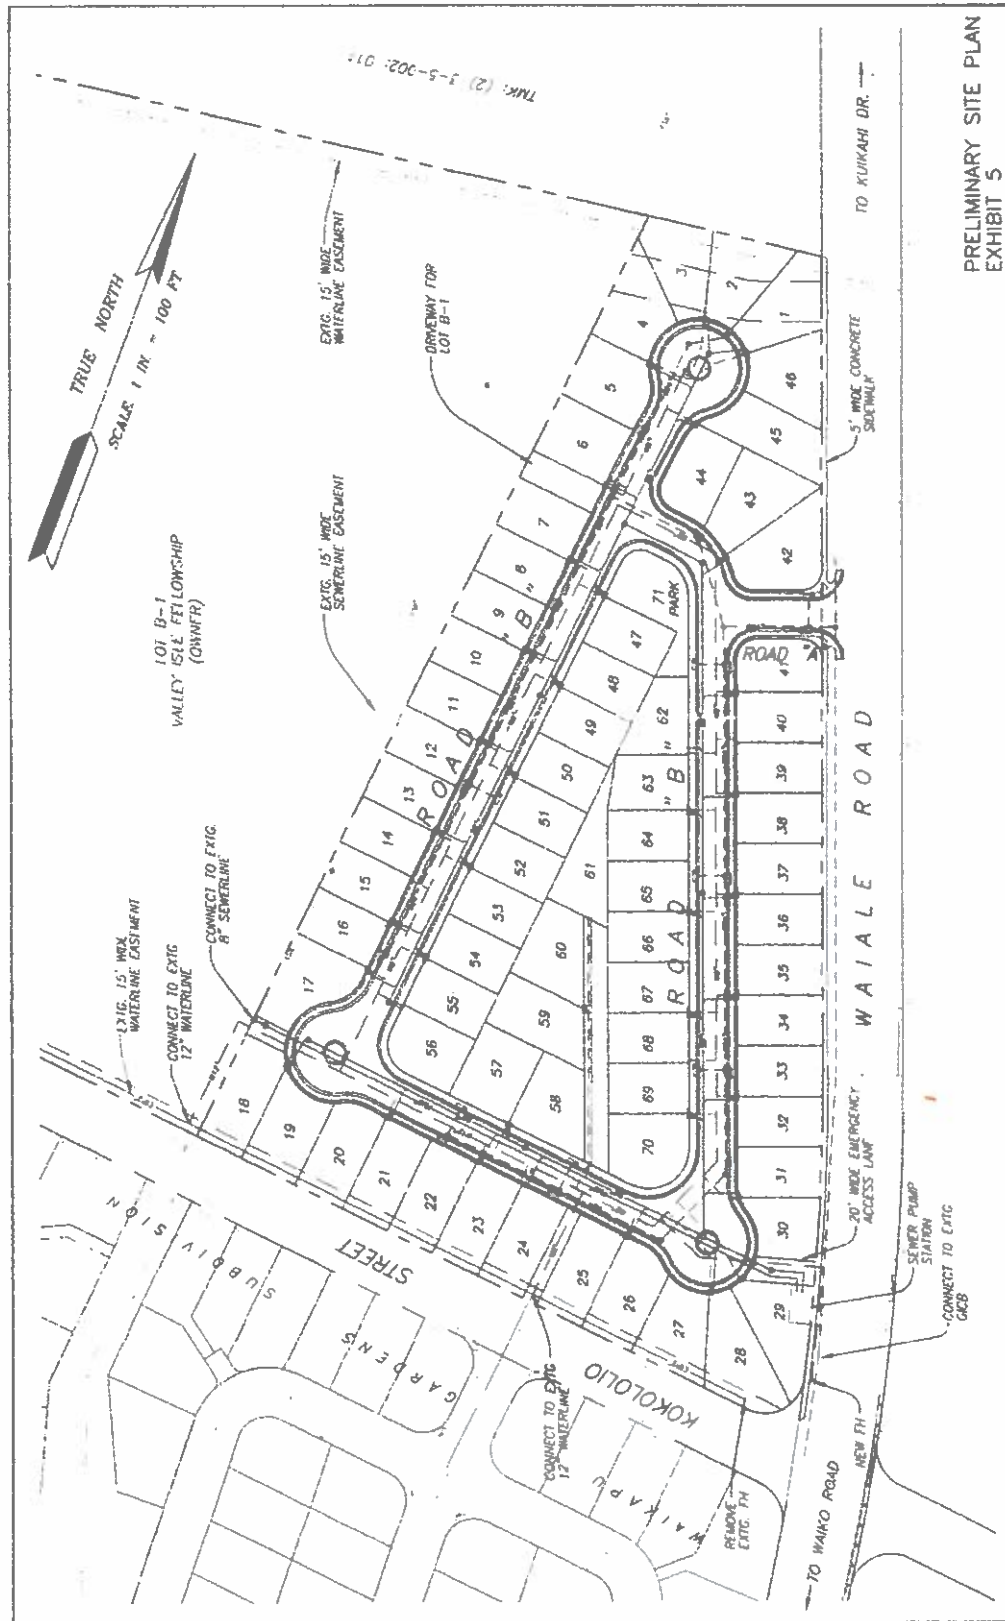 TMK: (2) 3-5-002: 011
TRUE NORTH
SCALE 1 IN. = 100 FT
EXTG. 15' WIDE
WATERLINE EASEMENT
DRIVEWAY FOR
LOT B-1
EXTG. 15' WIDE
SEWERLINE EASEMENT
LOT B-1
VALLEY ISLE FELLOWSHIP
(OWNER)
CONNECT TO EXTG.
8" SEWERLINE
EXTG. 15' WIDE
WATERLINE EASEMENT
CONNECT TO EXTG
12" WATERLINE
TO KUIKAHI DR.
5' WIDE CONCRETE
SIDEWALK
1
2
3
4
5
6
7
8
9
10
11
12
13
14
15
16
17
18
19
20
21
22
23
24
25
26
27
28
29
30
31
32
33
34
35
36
37
38
39
40
41
42
43
44
45
46
47
48
49
50
51
52
53
54
55
56
57
58
59
60
61
62
63
64
65
66
67
68
69
70
71
PARK
ROAD "B"
ROAD "B"
ROAD "A"
WAIALE ROAD
KOKOLOLIO STREET
WAIKAPU GARDENS SUBDIVISION
CONNECT TO EXTG
12" WATERLINE
REMOVE
EXTG. FH
NEW FH
TO WAIKO ROAD
20' WIDE EMERGENCY
ACCESS LANE
SEWER PUMP
STATION
CONNECT TO EXTG
PRELIMINARY SITE PLAN
EXHIBIT 5